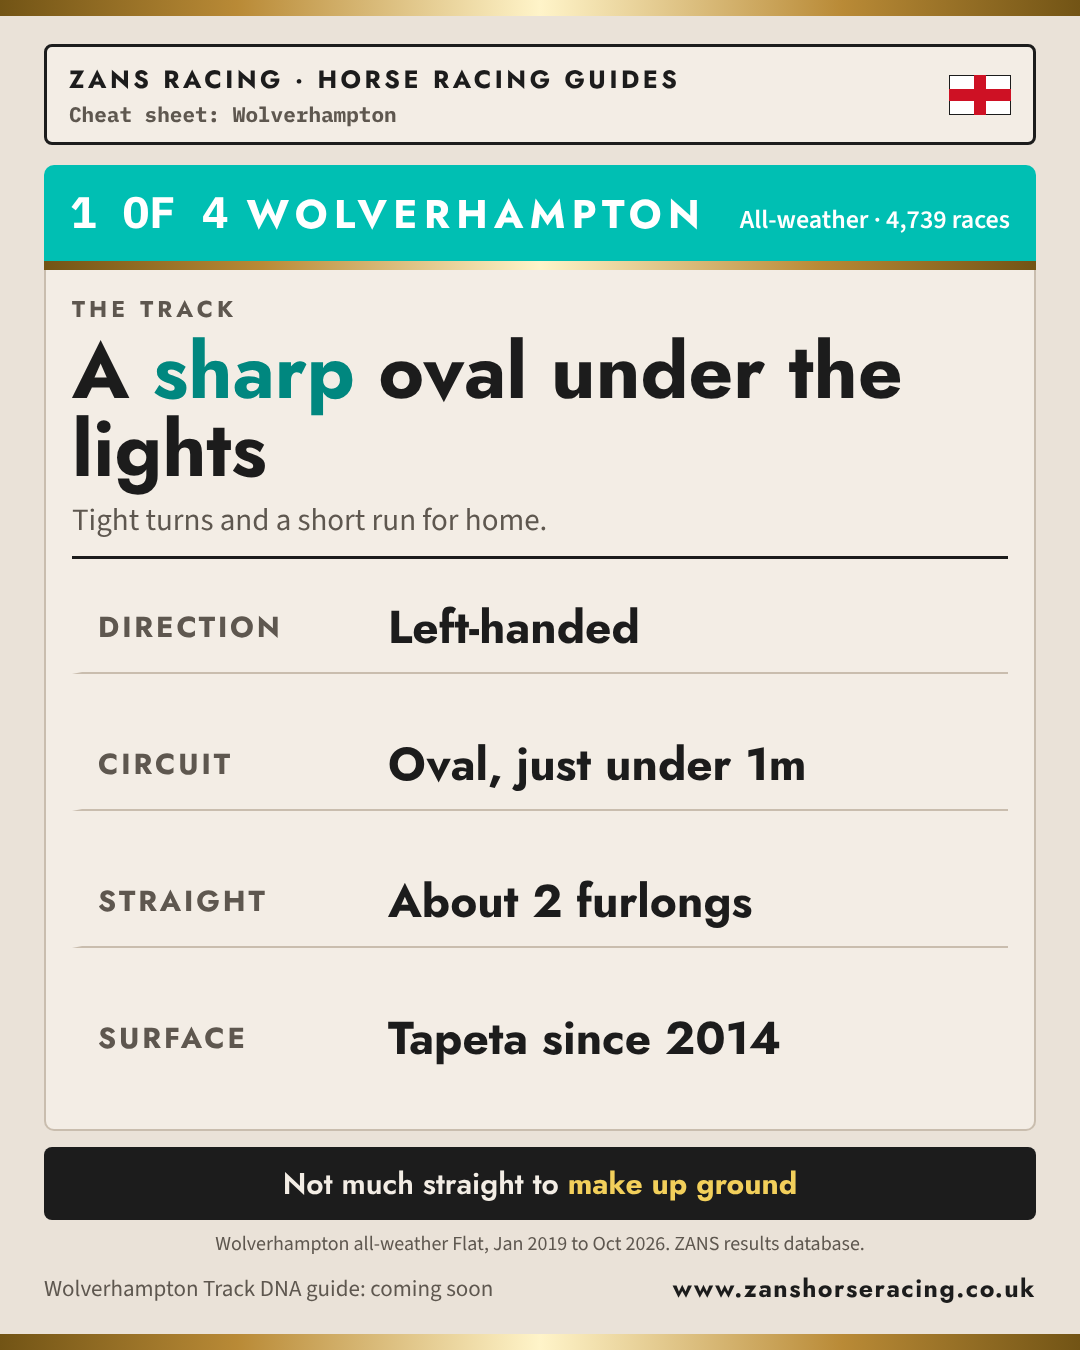 ZANS RACING · HORSE RACING GUIDES
Cheat sheet: Wolverhampton
1 OF 4 WOLVERHAMPTON All-weather · 4,739 races
THE TRACK
A sharp oval under the
lights
Tight turns and a short run for home.
DIRECTION Left-handed
CIRCUIT Oval, just under 1m
STRAIGHT About 2 furlongs
SURFACE Tapeta since 2014
Not much straight to make up ground
Wolverhampton all-weather Flat, Jan 2019 to Oct 2026. ZANS results database.
Wolverhampton Track DNA guide: coming soon www.zanshorseracing.co.uk